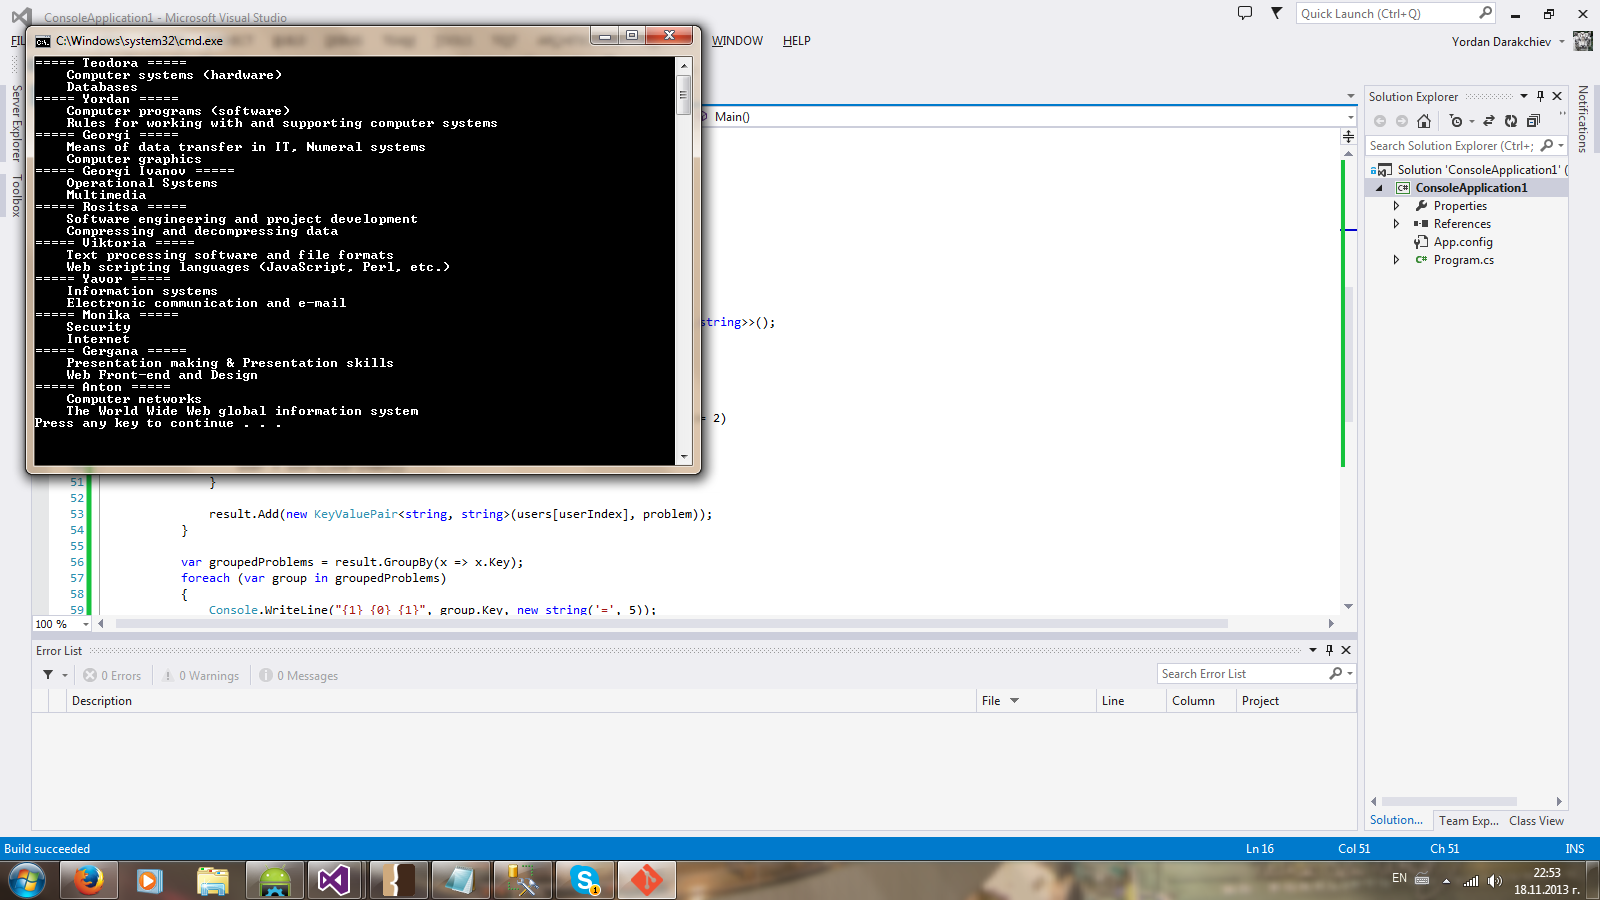 ConsoleApplication1 - Microsoft Visual Studio
Quick Launch (Ctrl+Q)
WINDOW HELP
Yordan Darakchiev
C:\Windows\system32\cmd.exe
===== Teodora =====
Computer systems (hardware)
Databases
===== Yordan =====
Computer programs (software)
Rules for working with and supporting computer systems
===== Georgi =====
Means of data transfer in IT, Numeral systems
Computer graphics
===== Georgi Ivanov =====
Operational Systems
Multimedia
===== Rositsa =====
Software engineering and project development
Compressing and decompressing data
===== Viktoria =====
Text processing software and file formats
Web scripting languages (JavaScript, Perl, etc.)
===== Yavor =====
Information systems
Electronic communication and e-mail
===== Monika =====
Security
Internet
===== Gergana =====
Presentation making & Presentation skills
Web Front-end and Design
===== Anton =====
Computer networks
The World Wide Web global information system
Press any key to continue . . .
Server Explorer
Toolbox
Main()
string>>();
= 2)
51 }
52
53 result.Add(new KeyValuePair<string, string>(users[userIndex], problem));
54 }
55
56 var groupedProblems = result.GroupBy(x => x.Key);
57 foreach (var group in groupedProblems)
58 {
59 Console.WriteLine("{1} {0} {1}", group.Key, new string('=', 5));
100 %
Solution Explorer
Search Solution Explorer (Ctrl+;
Solution 'ConsoleApplication1' (
ConsoleApplication1
Properties
References
App.config
Program.cs
Solution... Team Exp... Class View
Notifications
Error List
0 Errors 0 Warnings 0 Messages
Search Error List
Description File Line Column Project
Build succeeded
Ln 16 Col 51 Ch 51 INS
EN
22:53
18.11.2013 г.